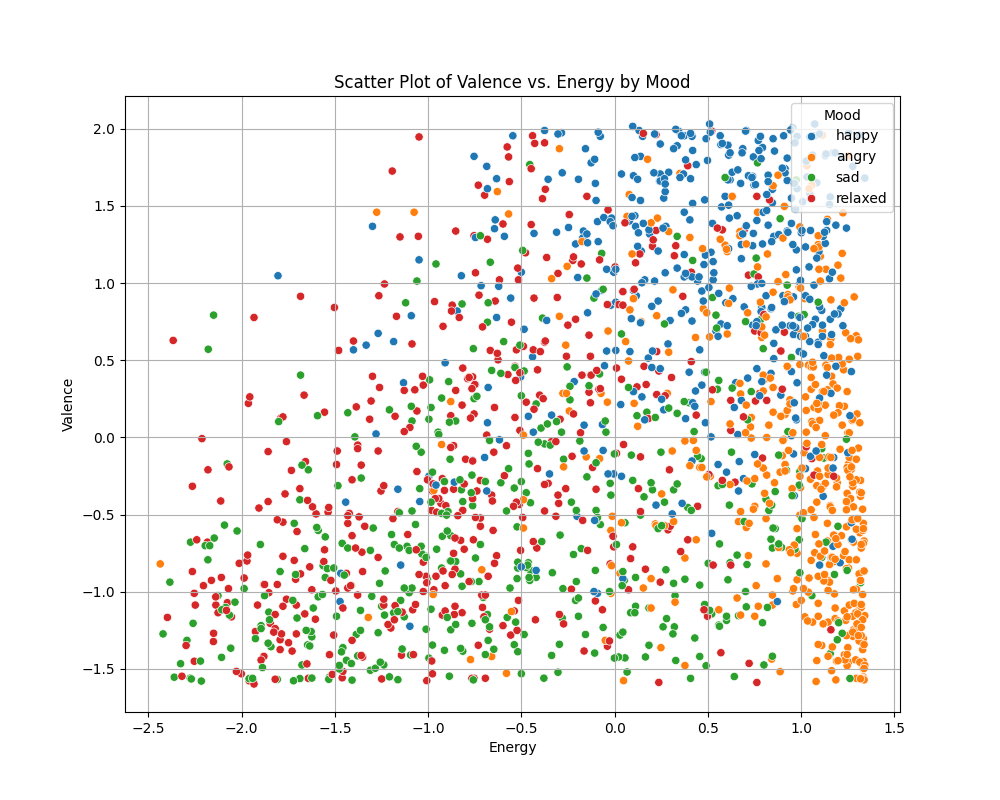 Scatter Plot of Valence vs. Energy by Mood
Mood
happy
angry
sad
relaxed
2.0
1.5
1.0
0.5
0.0
−0.5
−1.0
−1.5
Valence
−2.5 −2.0 −1.5 −1.0 −0.5 0.0 0.5 1.0 1.5
Energy